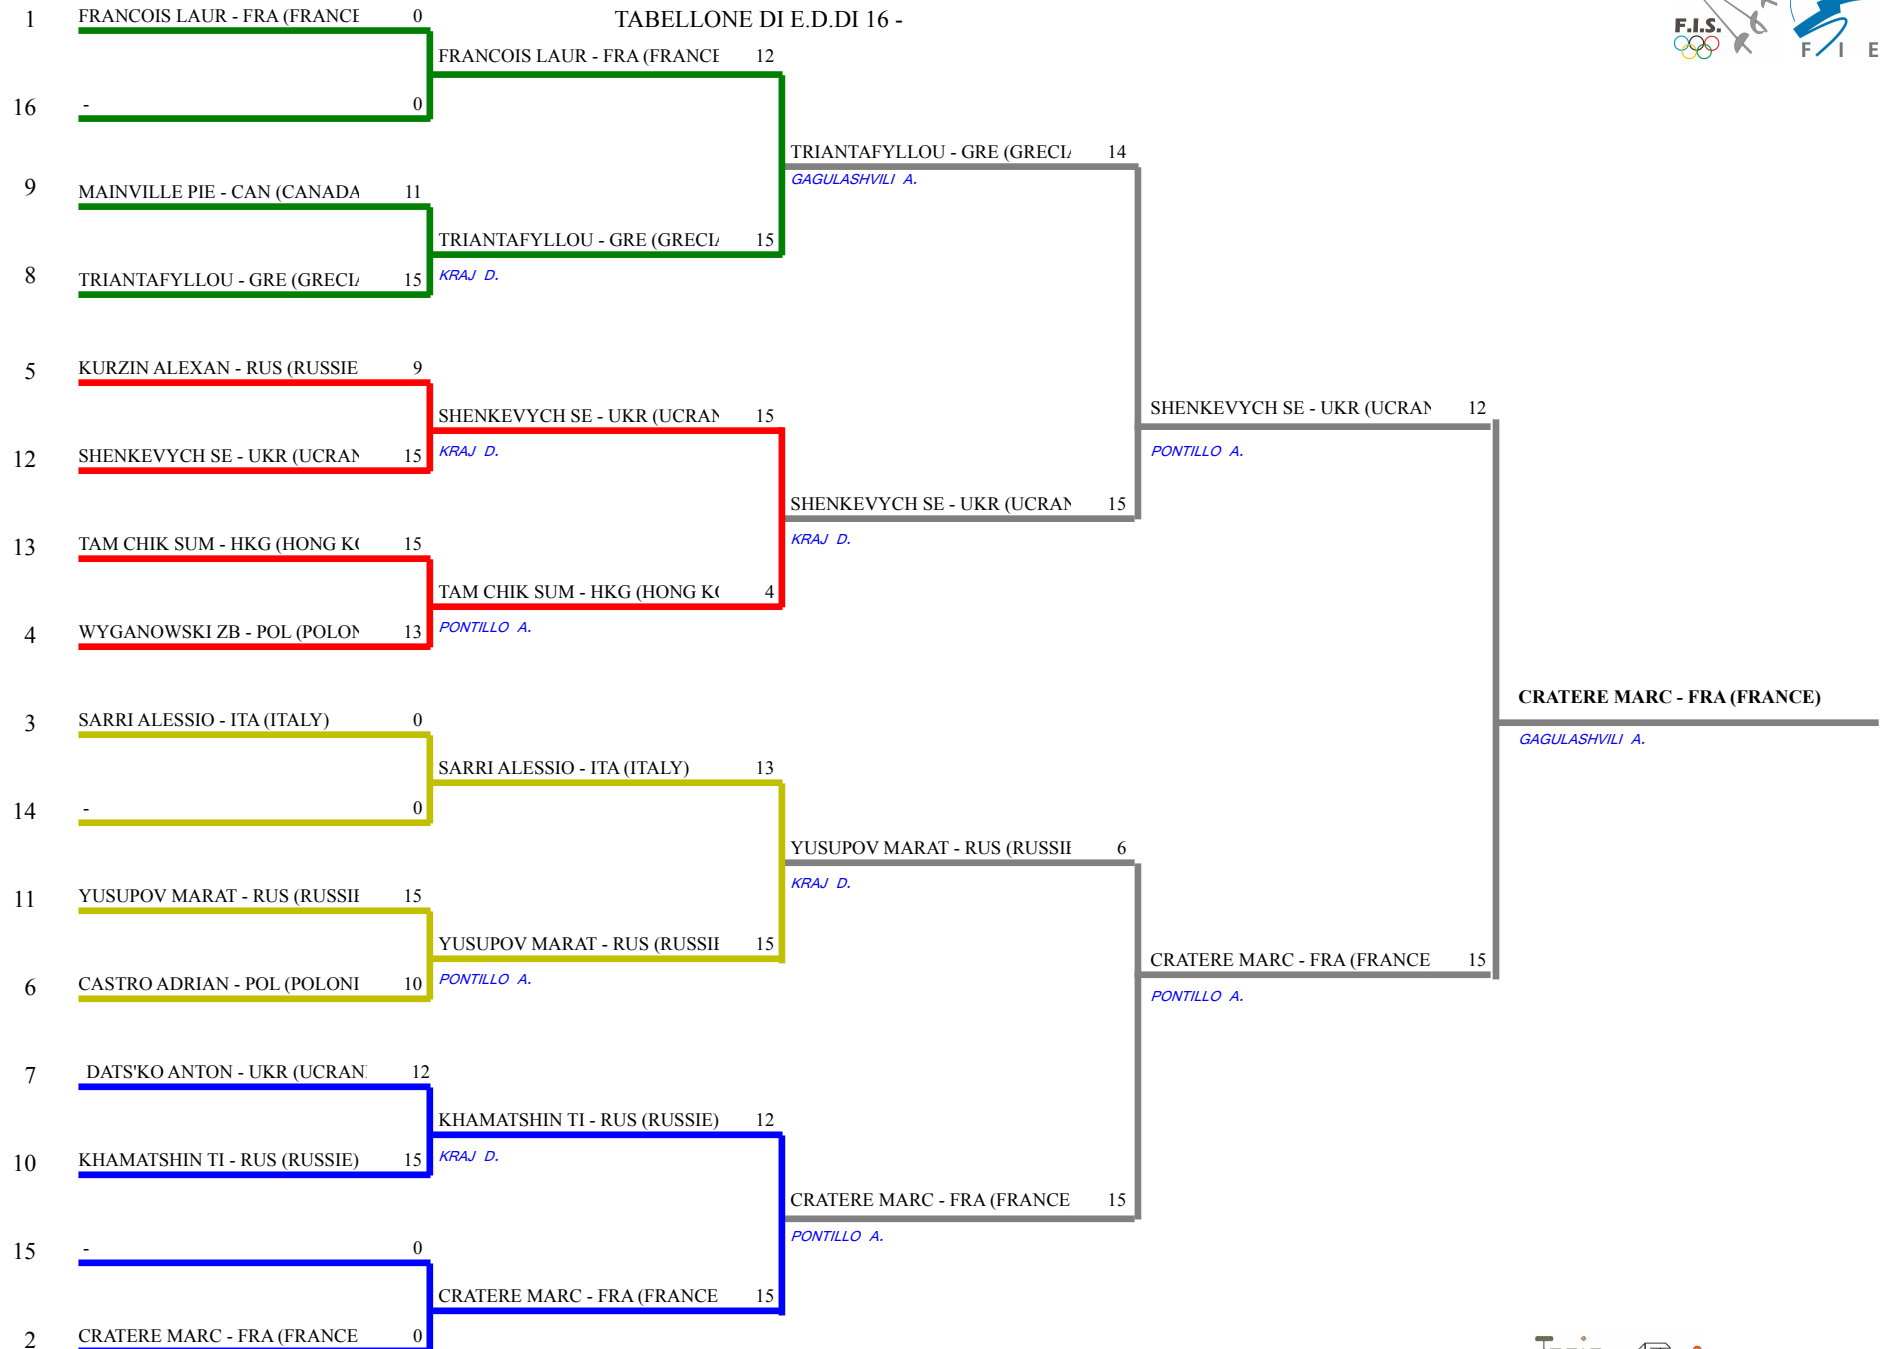 TABELLONE DI E.D.DI 16 -
F.I.S.
F I E
1 FRANCOIS LAUR - FRA (FRANCE 0
FRANCOIS LAUR - FRA (FRANCE 12
16 - 0
TRIANTAFYLLOU - GRE (GRECIA 14
GAGULASHVILI A.
9 MAINVILLE PIE - CAN (CANADA 11
TRIANTAFYLLOU - GRE (GRECIA 15
KRAJ D.
8 TRIANTAFYLLOU - GRE (GRECIA 15
5 KURZIN ALEXAN - RUS (RUSSIE 9
SHENKEVYCH SE - UKR (UCRAN 15
KRAJ D.
SHENKEVYCH SE - UKR (UCRAN 12
PONTILLO A.
12 SHENKEVYCH SE - UKR (UCRAN 15
SHENKEVYCH SE - UKR (UCRAN 15
KRAJ D.
13 TAM CHIK SUM - HKG (HONG KO 15
TAM CHIK SUM - HKG (HONG KO 4
PONTILLO A.
4 WYGANOWSKI ZB - POL (POLON 13
CRATERE MARC - FRA (FRANCE)
GAGULASHVILI A.
3 SARRI ALESSIO - ITA (ITALY) 0
SARRI ALESSIO - ITA (ITALY) 13
14 - 0
YUSUPOV MARAT - RUS (RUSSIE 6
KRAJ D.
11 YUSUPOV MARAT - RUS (RUSSIE 15
YUSUPOV MARAT - RUS (RUSSIE 15
PONTILLO A.
CRATERE MARC - FRA (FRANCE 15
PONTILLO A.
6 CASTRO ADRIAN - POL (POLONI 10
7 DATS'KO ANTON - UKR (UCRAN 12
KHAMATSHIN TI - RUS (RUSSIE) 12
KRAJ D.
10 KHAMATSHIN TI - RUS (RUSSIE) 15
CRATERE MARC - FRA (FRANCE 15
PONTILLO A.
15 - 0
CRATERE MARC - FRA (FRANCE 15
2 CRATERE MARC - FRA (FRANCE 0